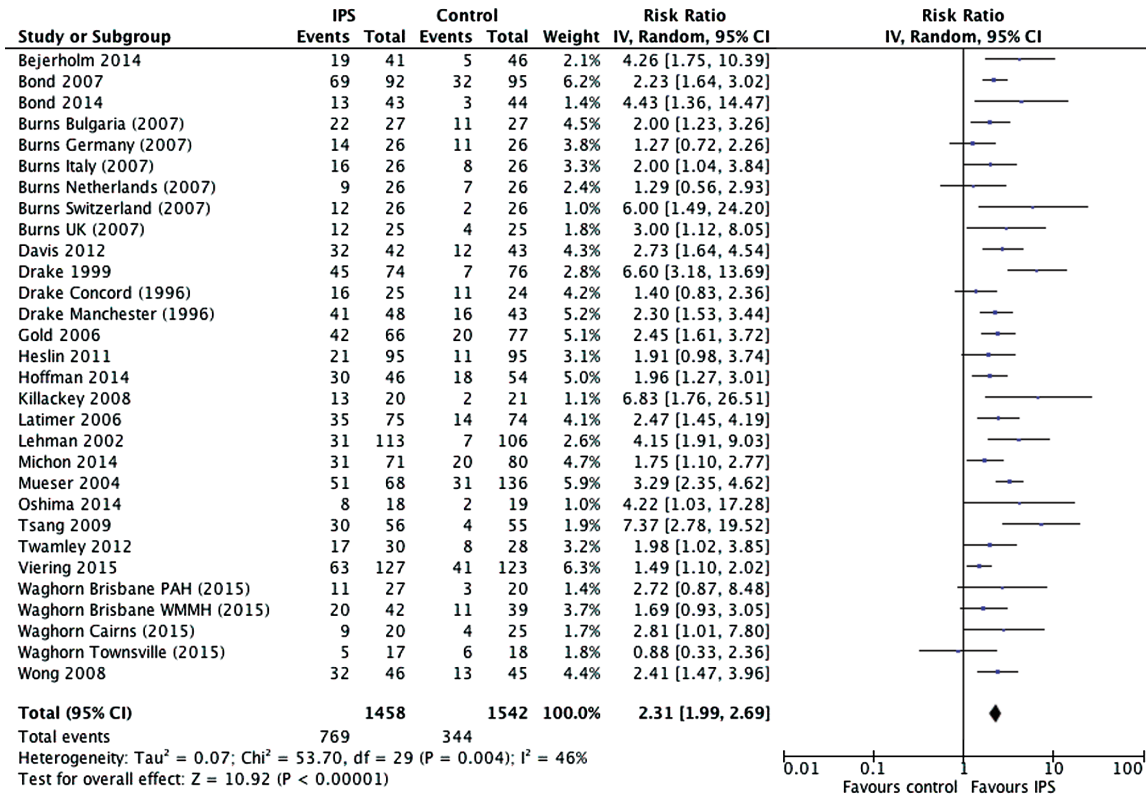 IPS Control Risk Ratio Risk Ratio
Study or Subgroup Events Total Events Total Weight IV, Random, 95% CI IV, Random, 95% CI
Bejerholm 2014 19 41 5 46 2.1% 4.26 [1.75, 10.39]
Bond 2007 69 92 32 95 6.2% 2.23 [1.64, 3.02]
Bond 2014 13 43 3 44 1.4% 4.43 [1.36, 14.47]
Burns Bulgaria (2007) 22 27 11 27 4.5% 2.00 [1.23, 3.26]
Burns Germany (2007) 14 26 11 26 3.8% 1.27 [0.72, 2.26]
Burns Italy (2007) 16 26 8 26 3.3% 2.00 [1.04, 3.84]
Burns Netherlands (2007) 9 26 7 26 2.4% 1.29 [0.56, 2.93]
Burns Switzerland (2007) 12 26 2 26 1.0% 6.00 [1.49, 24.20]
Burns UK (2007) 12 25 4 25 1.8% 3.00 [1.12, 8.05]
Davis 2012 32 42 12 43 4.3% 2.73 [1.64, 4.54]
Drake 1999 45 74 7 76 2.8% 6.60 [3.18, 13.69]
Drake Concord (1996) 16 25 11 24 4.2% 1.40 [0.83, 2.36]
Drake Manchester (1996) 41 48 16 43 5.2% 2.30 [1.53, 3.44]
Gold 2006 42 66 20 77 5.1% 2.45 [1.61, 3.72]
Heslin 2011 21 95 11 95 3.1% 1.91 [0.98, 3.74]
Hoffman 2014 30 46 18 54 5.0% 1.96 [1.27, 3.01]
Killackey 2008 13 20 2 21 1.1% 6.83 [1.76, 26.51]
Latimer 2006 35 75 14 74 4.1% 2.47 [1.45, 4.19]
Lehman 2002 31 113 7 106 2.6% 4.15 [1.91, 9.03]
Michon 2014 31 71 20 80 4.7% 1.75 [1.10, 2.77]
Mueser 2004 51 68 31 136 5.9% 3.29 [2.35, 4.62]
Oshima 2014 8 18 2 19 1.0% 4.22 [1.03, 17.28]
Tsang 2009 30 56 4 55 1.9% 7.37 [2.78, 19.52]
Twamley 2012 17 30 8 28 3.2% 1.98 [1.02, 3.85]
Viering 2015 63 127 41 123 6.3% 1.49 [1.10, 2.02]
Waghorn Brisbane PAH (2015) 11 27 3 20 1.4% 2.72 [0.87, 8.48]
Waghorn Brisbane WMMH (2015) 20 42 11 39 3.7% 1.69 [0.93, 3.05]
Waghorn Cairns (2015) 9 20 4 25 1.7% 2.81 [1.01, 7.80]
Waghorn Townsville (2015) 5 17 6 18 1.8% 0.88 [0.33, 2.36]
Wong 2008 32 46 13 45 4.4% 2.41 [1.47, 3.96]
Total (95% CI) 1458 1542 100.0% 2.31 [1.99, 2.69]
Total events 769 344
Heterogeneity: Tau² = 0.07; Chi² = 53.70, df = 29 (P = 0.004); I² = 46%
Test for overall effect: Z = 10.92 (P < 0.00001)
0.01 0.1 1 10 100
Favours control Favours IPS